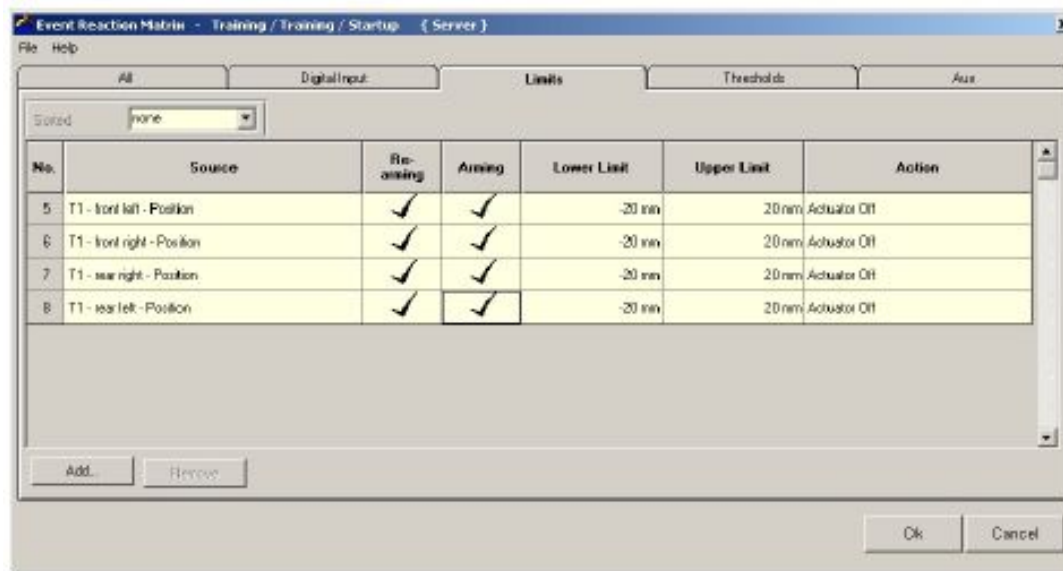 Event Reaction Matrix - Training / Training / Startup { Server }
File Help
All Digital Input Limits Thresholds Aux
Sorted none
No. Source Re-arming Arming Lower Limit Upper Limit Action
5 T1 - front left - Position -20 mm 20 mm Actuator Off
6 T1 - front right - Position -20 mm 20 mm Actuator Off
7 T1 - rear right - Position -20 mm 20 mm Actuator Off
8 T1 - rear left - Position -20 mm 20 mm Actuator Off
Add... Remove
Ok Cancel